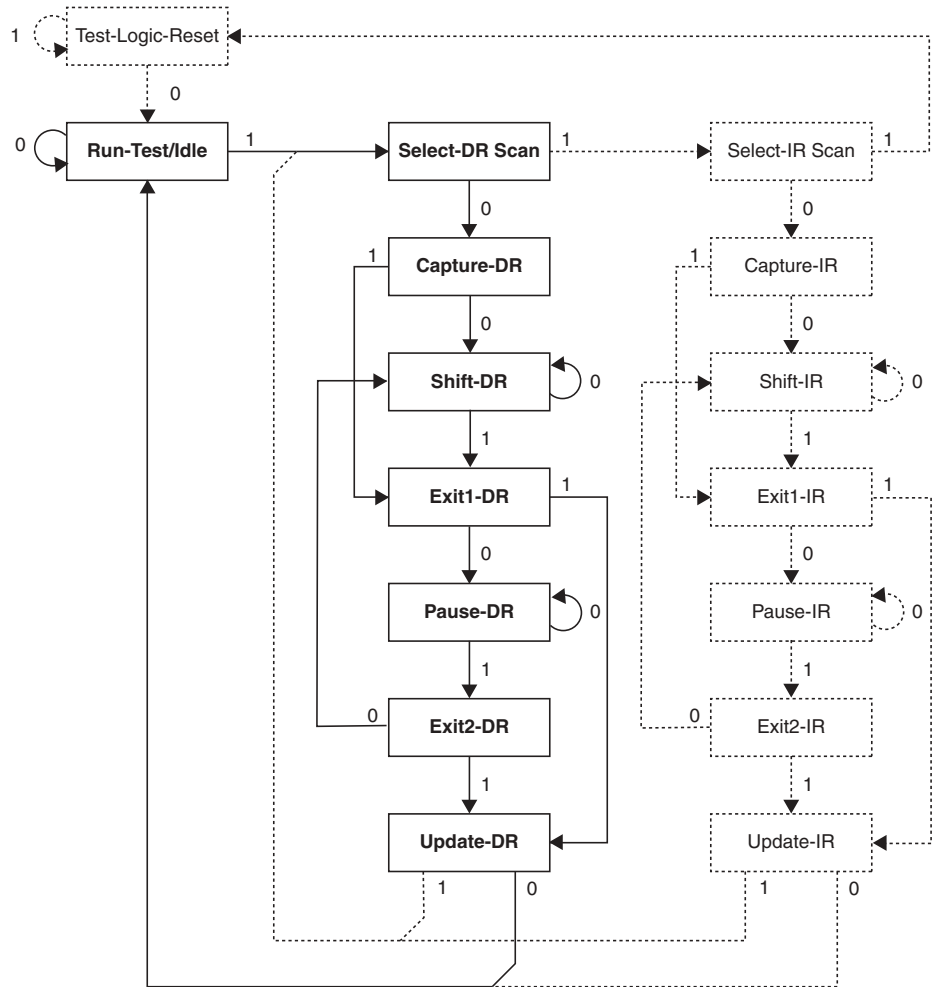 Test-Logic-Reset
1
0
0
Run-Test/Idle
1
Select-DR Scan
1
Select-IR Scan
1
0
0
1
Capture-DR
1
Capture-IR
0
0
Shift-DR
0
Shift-IR
0
1
1
Exit1-DR
1
Exit1-IR
1
0
0
Pause-DR
0
Pause-IR
0
1
1
0
Exit2-DR
0
Exit2-IR
1
1
Update-DR
Update-IR
1
0
1
0